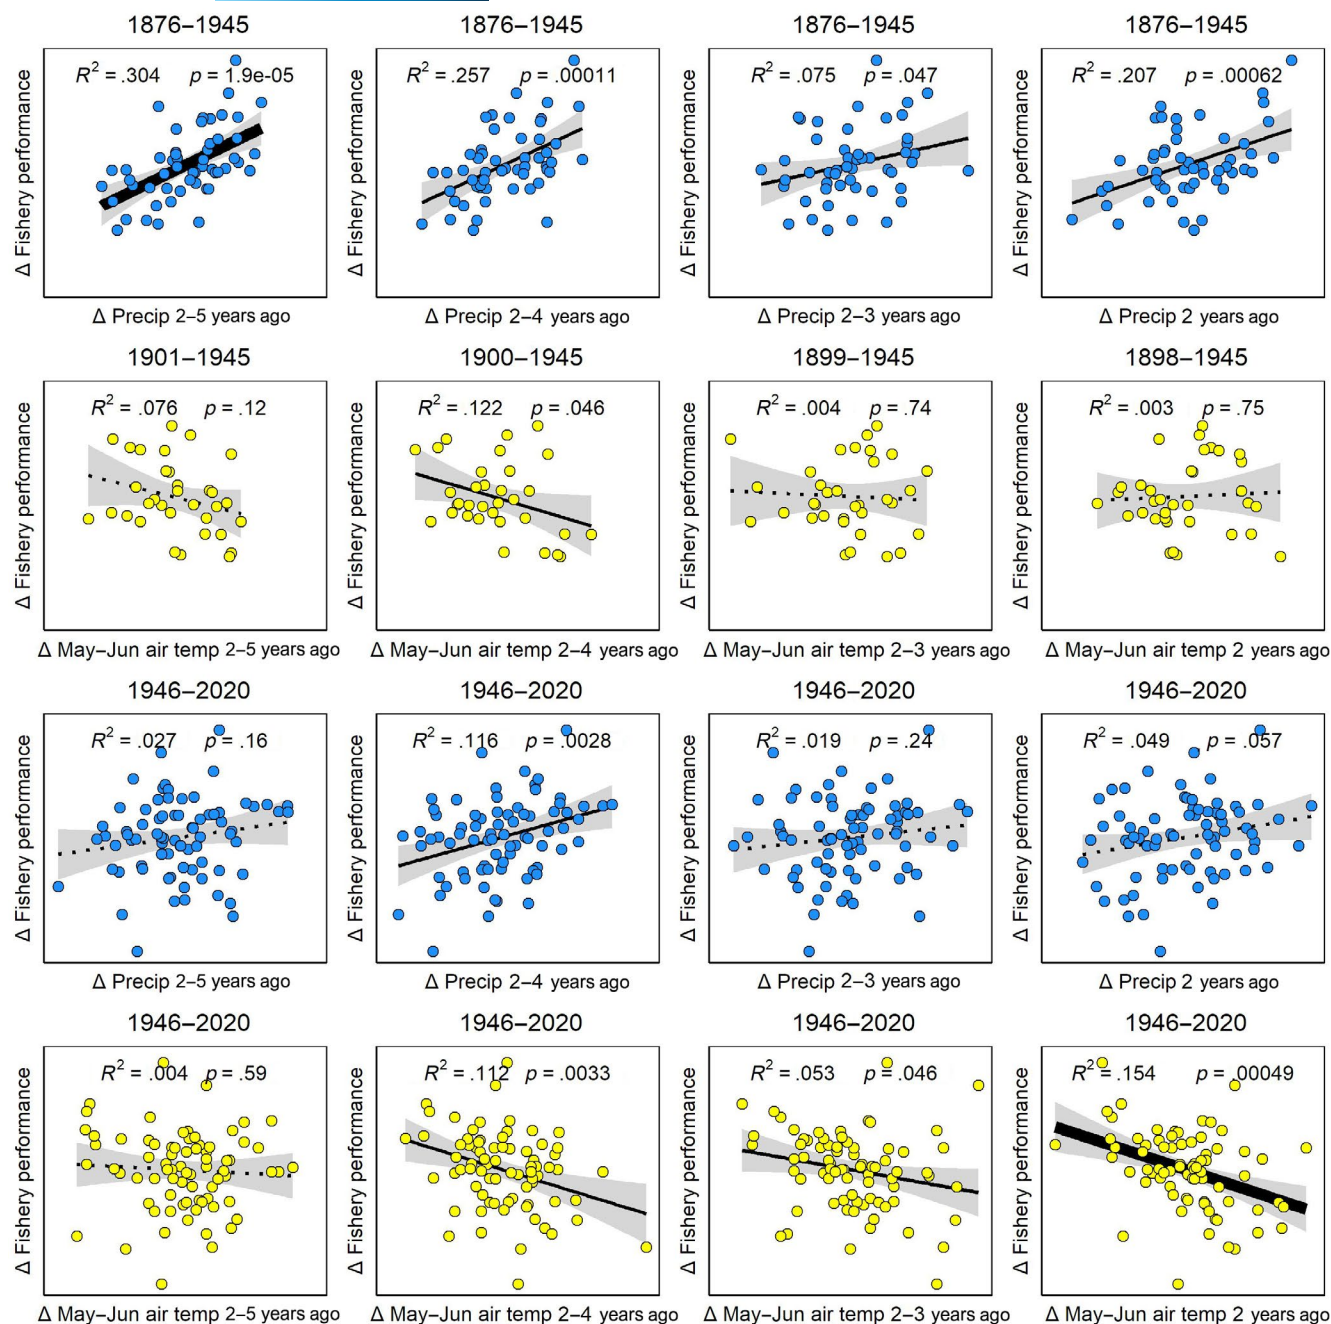 1876–1945 1876–1945 1876–1945 1876–1945
R² = .304 p = 1.9e-05 R² = .257 p = .00011 R² = .075 p = .047 R² = .207 p = .00062
Δ Fishery performance Δ Fishery performance Δ Fishery performance Δ Fishery performance
Δ Precip 2–5 years ago Δ Precip 2–4 years ago Δ Precip 2–3 years ago Δ Precip 2 years ago
1901–1945 1900–1945 1899–1945 1898–1945
R² = .076 p = .12 R² = .122 p = .046 R² = .004 p = .74 R² = .003 p = .75
Δ Fishery performance Δ Fishery performance Δ Fishery performance Δ Fishery performance
Δ May–Jun air temp 2–5 years ago Δ May–Jun air temp 2–4 years ago Δ May–Jun air temp 2–3 years ago Δ May–Jun air temp 2 years ago
1946–2020 1946–2020 1946–2020 1946–2020
R² = .027 p = .16 R² = .116 p = .0028 R² = .019 p = .24 R² = .049 p = .057
Δ Fishery performance Δ Fishery performance Δ Fishery performance Δ Fishery performance
Δ Precip 2–5 years ago Δ Precip 2–4 years ago Δ Precip 2–3 years ago Δ Precip 2 years ago
1946–2020 1946–2020 1946–2020 1946–2020
R² = .004 p = .59 R² = .112 p = .0033 R² = .053 p = .046 R² = .154 p = .00049
Δ Fishery performance Δ Fishery performance Δ Fishery performance Δ Fishery performance
Δ May–Jun air temp 2–5 years ago Δ May–Jun air temp 2–4 years ago Δ May–Jun air temp 2–3 years ago Δ May–Jun air temp 2 years ago